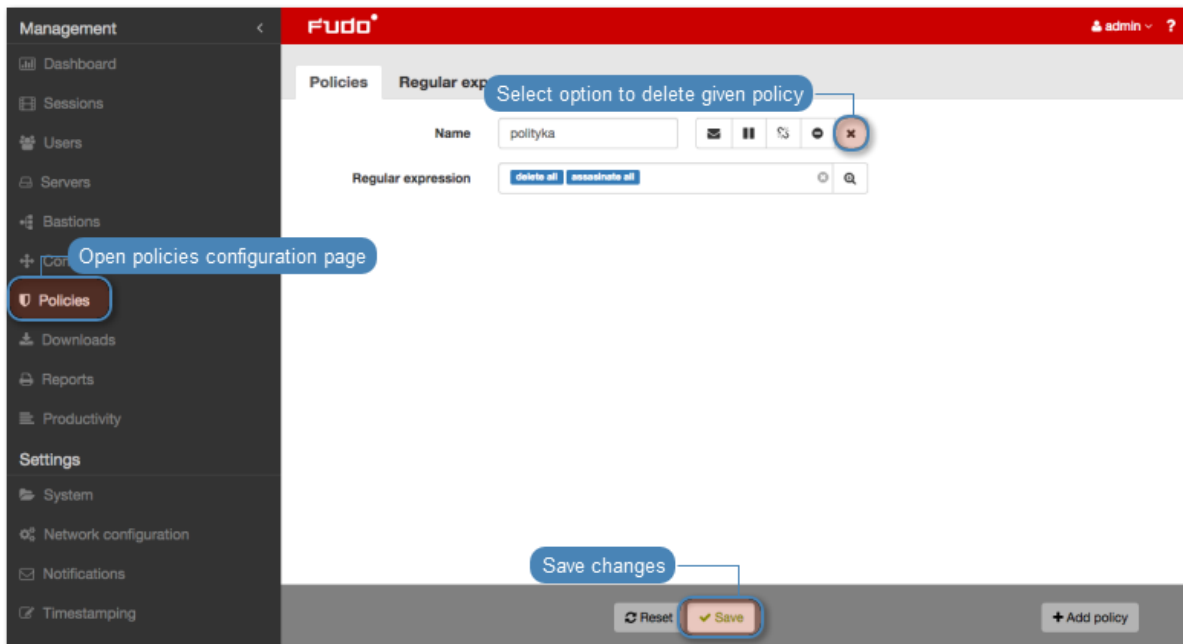 Management
Dashboard
Sessions
Users
Servers
Bastions
Con
Policies
Downloads
Reports
Productivity
Settings
System
Network configuration
Notifications
Timestamping
FUDO
admin ?
Policies Regular exp
Select option to delete given policy
Name polityka
Regular expression delete all assasinate all
Open policies configuration page
Save changes
Reset Save
+ Add policy